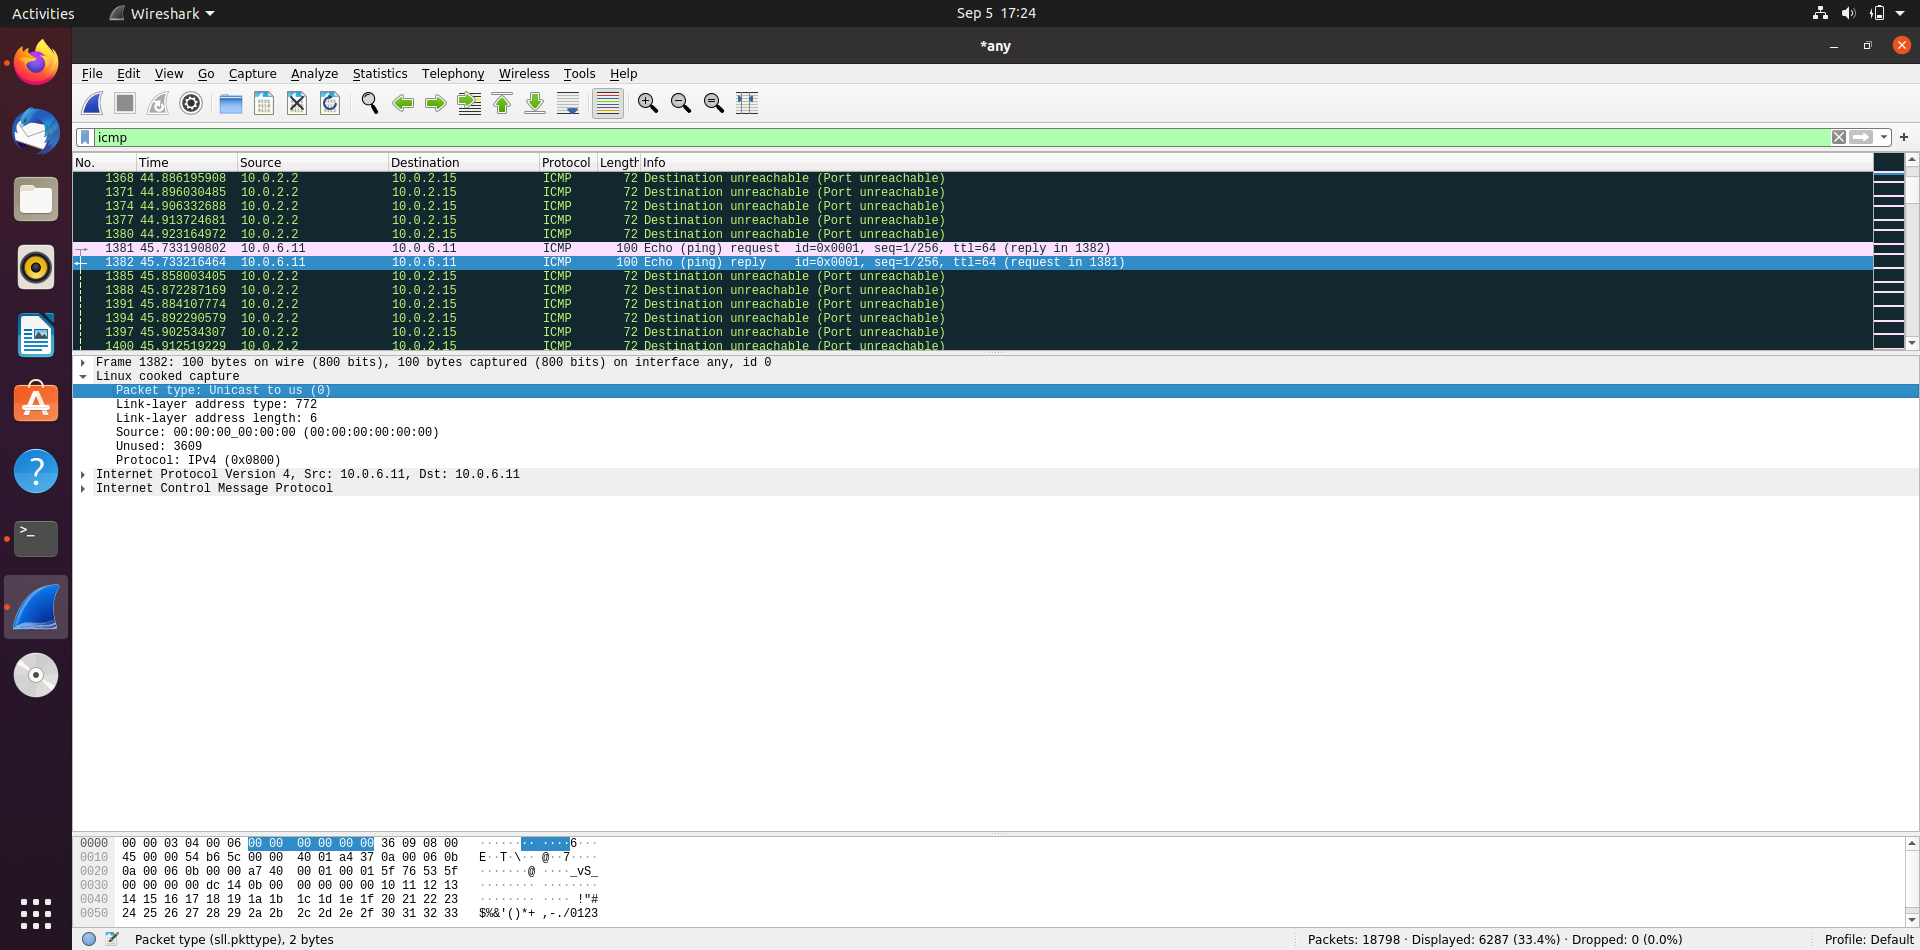 Activities Wireshark Sep 5 17:24
*any
File Edit View Go Capture Analyze Statistics Telephony Wireless Tools Help
icmp
No. Time Source Destination Protocol Length Info
1368 44.886195908 10.0.2.2 10.0.2.15 ICMP 72 Destination unreachable (Port unreachable)
1371 44.896030485 10.0.2.2 10.0.2.15 ICMP 72 Destination unreachable (Port unreachable)
1374 44.906332688 10.0.2.2 10.0.2.15 ICMP 72 Destination unreachable (Port unreachable)
1377 44.913724681 10.0.2.2 10.0.2.15 ICMP 72 Destination unreachable (Port unreachable)
1380 44.923164972 10.0.2.2 10.0.2.15 ICMP 72 Destination unreachable (Port unreachable)
1381 45.733190802 10.0.6.11 10.0.6.11 ICMP 100 Echo (ping) request id=0x0001, seq=1/256, ttl=64 (reply in 1382)
1382 45.733216464 10.0.6.11 10.0.6.11 ICMP 100 Echo (ping) reply id=0x0001, seq=1/256, ttl=64 (request in 1381)
1385 45.858003405 10.0.2.2 10.0.2.15 ICMP 72 Destination unreachable (Port unreachable)
1388 45.872287169 10.0.2.2 10.0.2.15 ICMP 72 Destination unreachable (Port unreachable)
1391 45.884107774 10.0.2.2 10.0.2.15 ICMP 72 Destination unreachable (Port unreachable)
1394 45.892290579 10.0.2.2 10.0.2.15 ICMP 72 Destination unreachable (Port unreachable)
1397 45.902534307 10.0.2.2 10.0.2.15 ICMP 72 Destination unreachable (Port unreachable)
1400 45.912519229 10.0.2.2 10.0.2.15 ICMP 72 Destination unreachable (Port unreachable)
Frame 1382: 100 bytes on wire (800 bits), 100 bytes captured (800 bits) on interface any, id 0
Linux cooked capture
Packet type: Unicast to us (0)
Link-layer address type: 772
Link-layer address length: 6
Source: 00:00:00_00:00:00 (00:00:00:00:00:00)
Unused: 3609
Protocol: IPv4 (0x0800)
Internet Protocol Version 4, Src: 10.0.6.11, Dst: 10.0.6.11
Internet Control Message Protocol
0000 00 00 03 04 00 06 00 00 00 00 00 00 36 09 08 00 ········ ····6···
0010 45 00 00 54 b6 5c 00 00 40 01 a4 37 0a 00 06 0b E··T·\·· @··7····
0020 0a 00 06 0b 00 00 a7 40 00 01 00 01 5f 76 53 5f ·······@ ····_vS_
0030 00 00 00 00 dc 14 0b 00 00 00 00 00 10 11 12 13 ········ ········
0040 14 15 16 17 18 19 1a 1b 1c 1d 1e 1f 20 21 22 23 ········ ···· !"#
0050 24 25 26 27 28 29 2a 2b 2c 2d 2e 2f 30 31 32 33 $%&'()*+ ,-./0123
Packet type (sll.pkttype), 2 bytes Packets: 18798 · Displayed: 6287 (33.4%) · Dropped: 0 (0.0%) Profile: Default